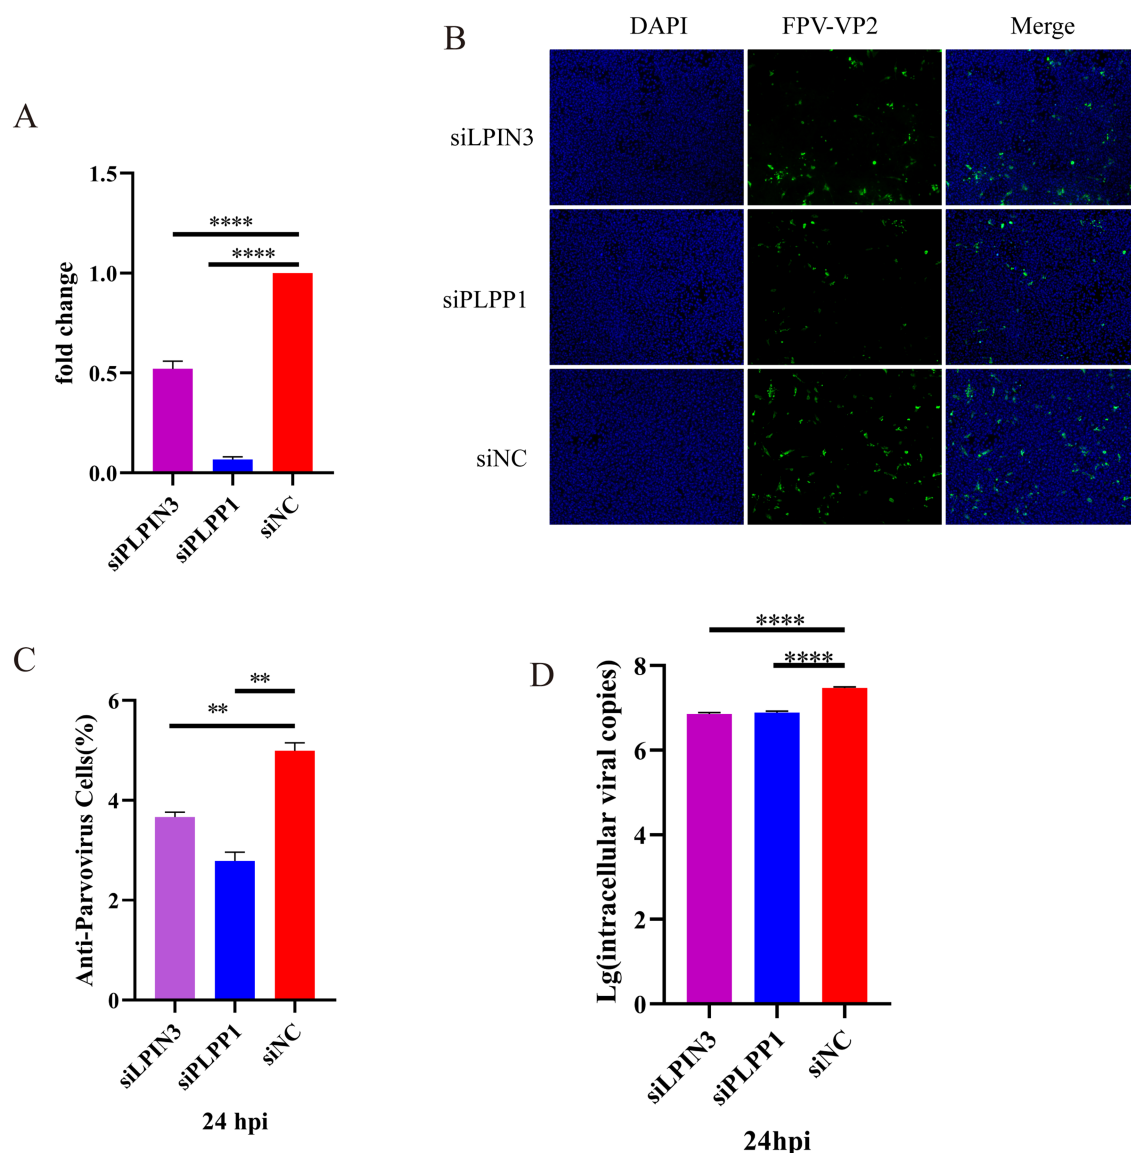 A
1.5
1.0
0.5
0.0
fold change
****
****
siPLPIN3
siPLPP1
siNC
B
DAPI
FPV-VP2
Merge
siLPIN3
siPLPP1
siNC
C
6
4
2
0
Anti-Parvovirus Cells(%)
**
**
siLPIN3
siPLPP1
siNC
24 hpi
D
8
6
4
2
0
Lg(intracellular viral copies)
****
****
siLPIN3
siPLPP1
siNC
24hpi